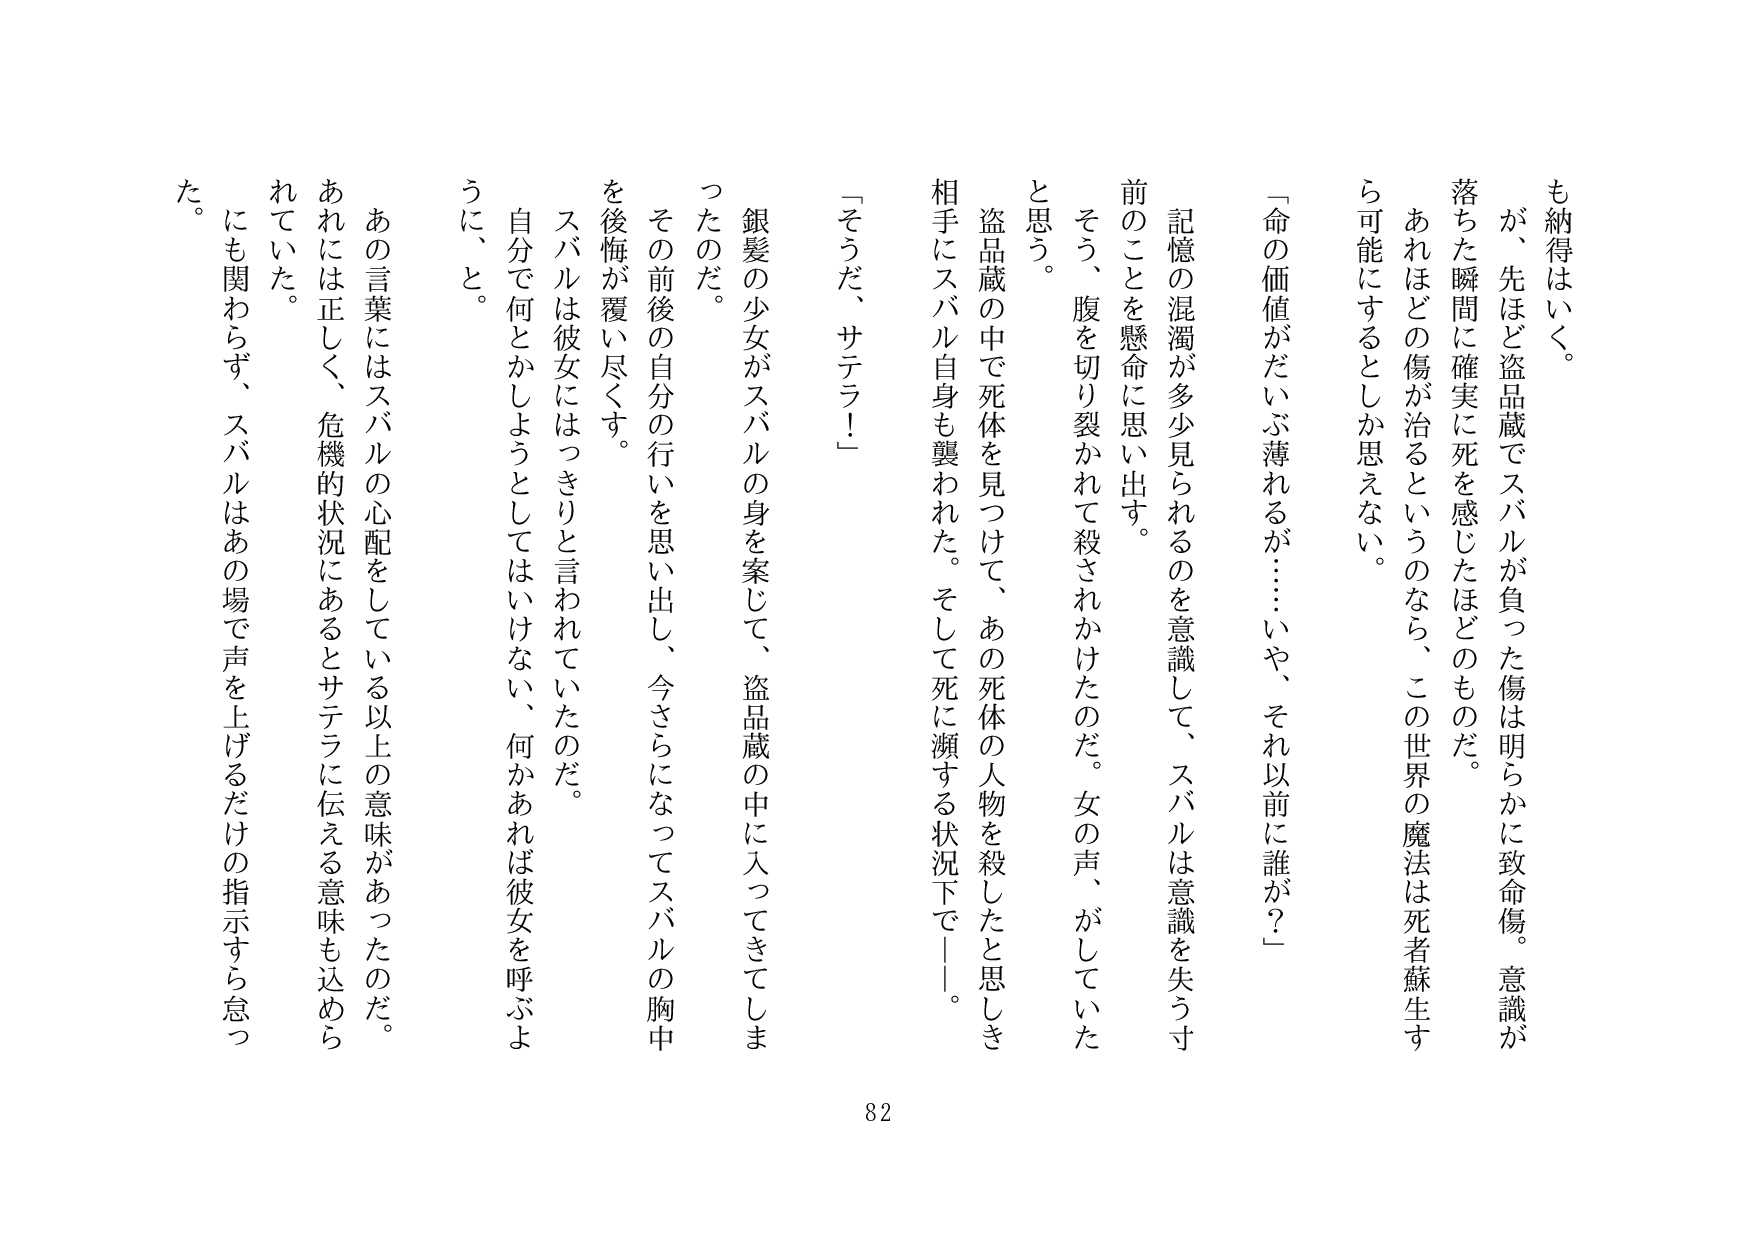 も納得はいく。
　が、先ほど盗品蔵でスバルが負った傷は明らかに致命傷。意識が
落ちた瞬間に確実に死を感じたほどのものだ。
　あれほどの傷が治るというのなら、この世界の魔法は死者蘇生す
ら可能にするとしか思えない。
「命の価値がだいぶ薄れるが……いや、それ以前に誰が？」
　記憶の混濁が多少見られるのを意識して、スバルは意識を失う寸
前のことを懸命に思い出す。
　そう、腹を切り裂かれて殺されかけたのだ。女の声、がしていた
と思う。
　盗品蔵の中で死体を見つけて、あの死体の人物を殺したと思しき
相手にスバル自身も襲われた。そして死に瀕する状況下で――。
「そうだ、サテラ！」
　銀髪の少女がスバルの身を案じて、盗品蔵の中に入ってきてしま
ったのだ。
　その前後の自分の行いを思い出し、今さらになってスバルの胸中
を後悔が覆い尽くす。
　スバルは彼女にはっきりと言われていたのだ。
　自分で何とかしようとしてはいけない、何かあれば彼女を呼ぶよ
うに、と。
　あの言葉にはスバルの心配をしている以上の意味があったのだ。
あれには正しく、危機的状況にあるとサテラに伝える意味も込めら
れていた。
　にも関わらず、スバルはあの場で声を上げるだけの指示すら怠っ
た。
82